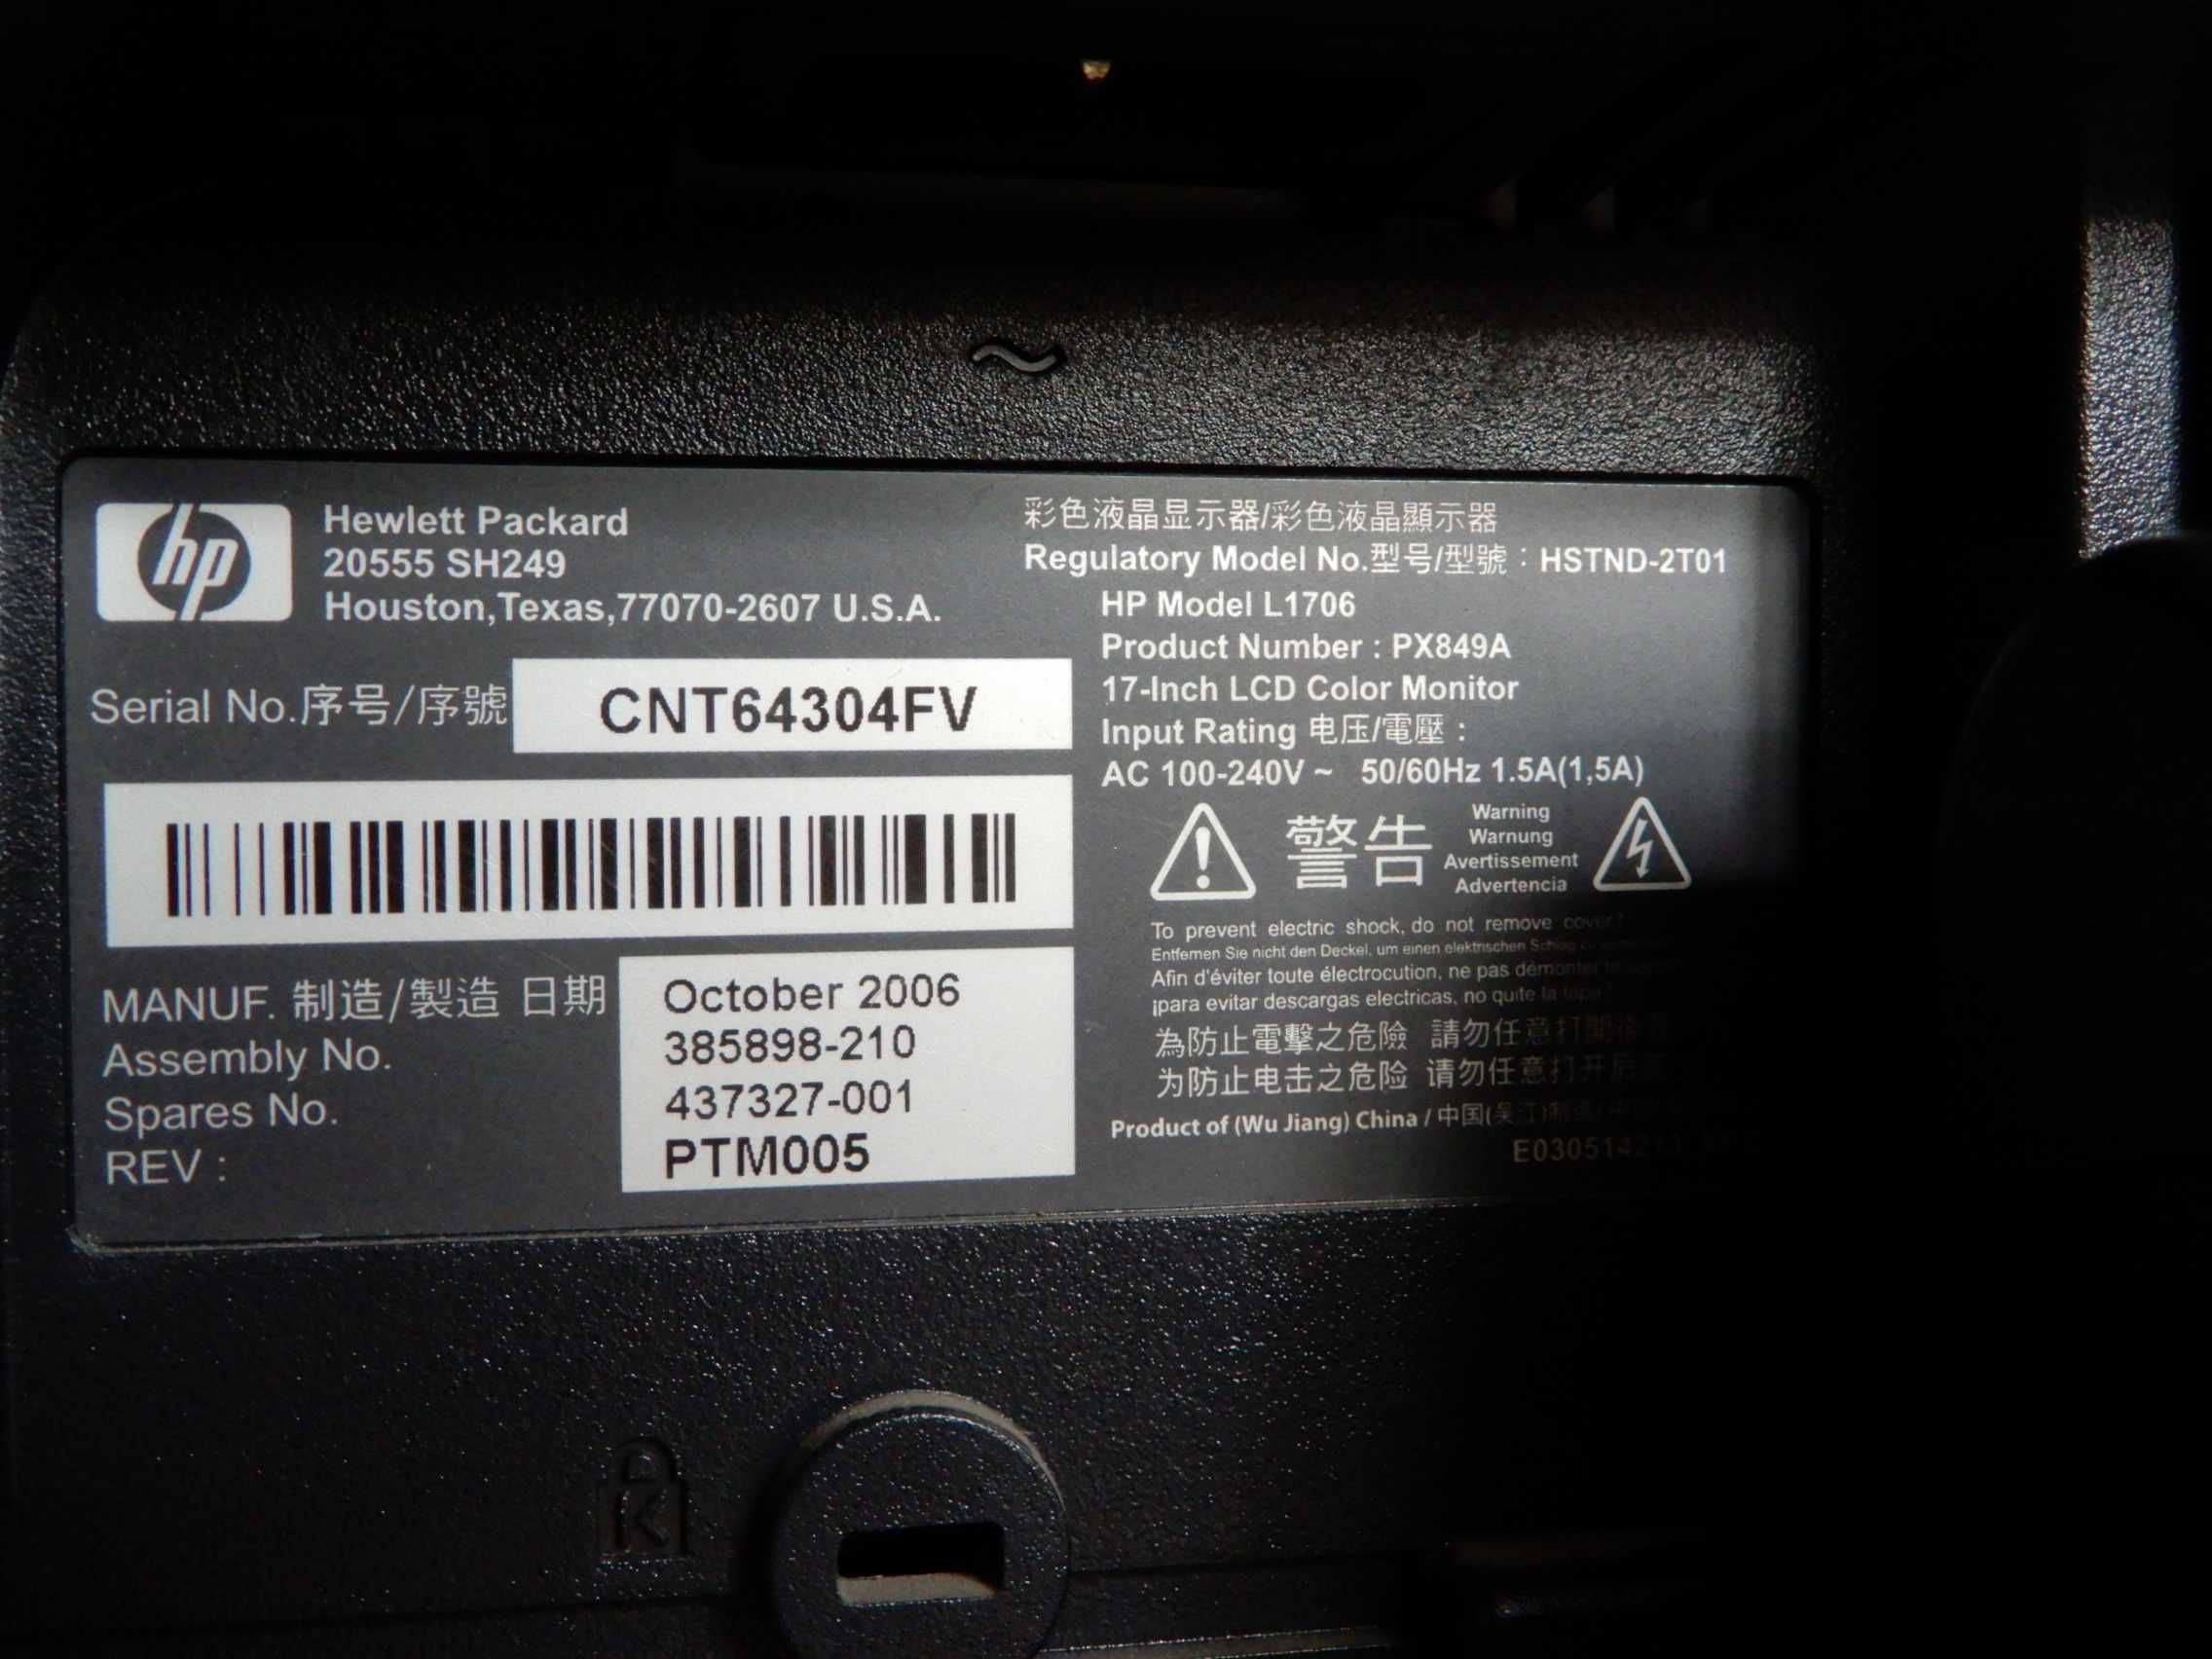 hp
Hewlett Packard
20555 SH249
Houston,Texas,77070-2607 U.S.A.
Serial No.序号/序號
CNT64304FV
MANUF. 制造/製造 日期 October 2006
Assembly No. 385898-210
Spares No. 437327-001
REV : PTM005
彩色液晶显示器/彩色液晶顯示器
Regulatory Model No.型号/型號：HSTND-2T01
HP Model L1706
Product Number : PX849A
17-Inch LCD Color Monitor
Input Rating 电压/電壓：
AC 100-240V ~ 50/60Hz 1.5A(1,5A)
警告
Warning
Warnung
Avertissement
Advertencia
To prevent electric shock, do not remove cover!
Entfernen Sie nicht den Deckel, um einen elektrischen
Afin d'éviter toute électrocution, ne pas démonter
¡para evitar descargas electricas, no quite la tapa
為防止電擊之危險 請勿任意打開
为防止电击之危险 请勿任意打开
Product of (Wu Jiang) China / 中国(吴江)
K